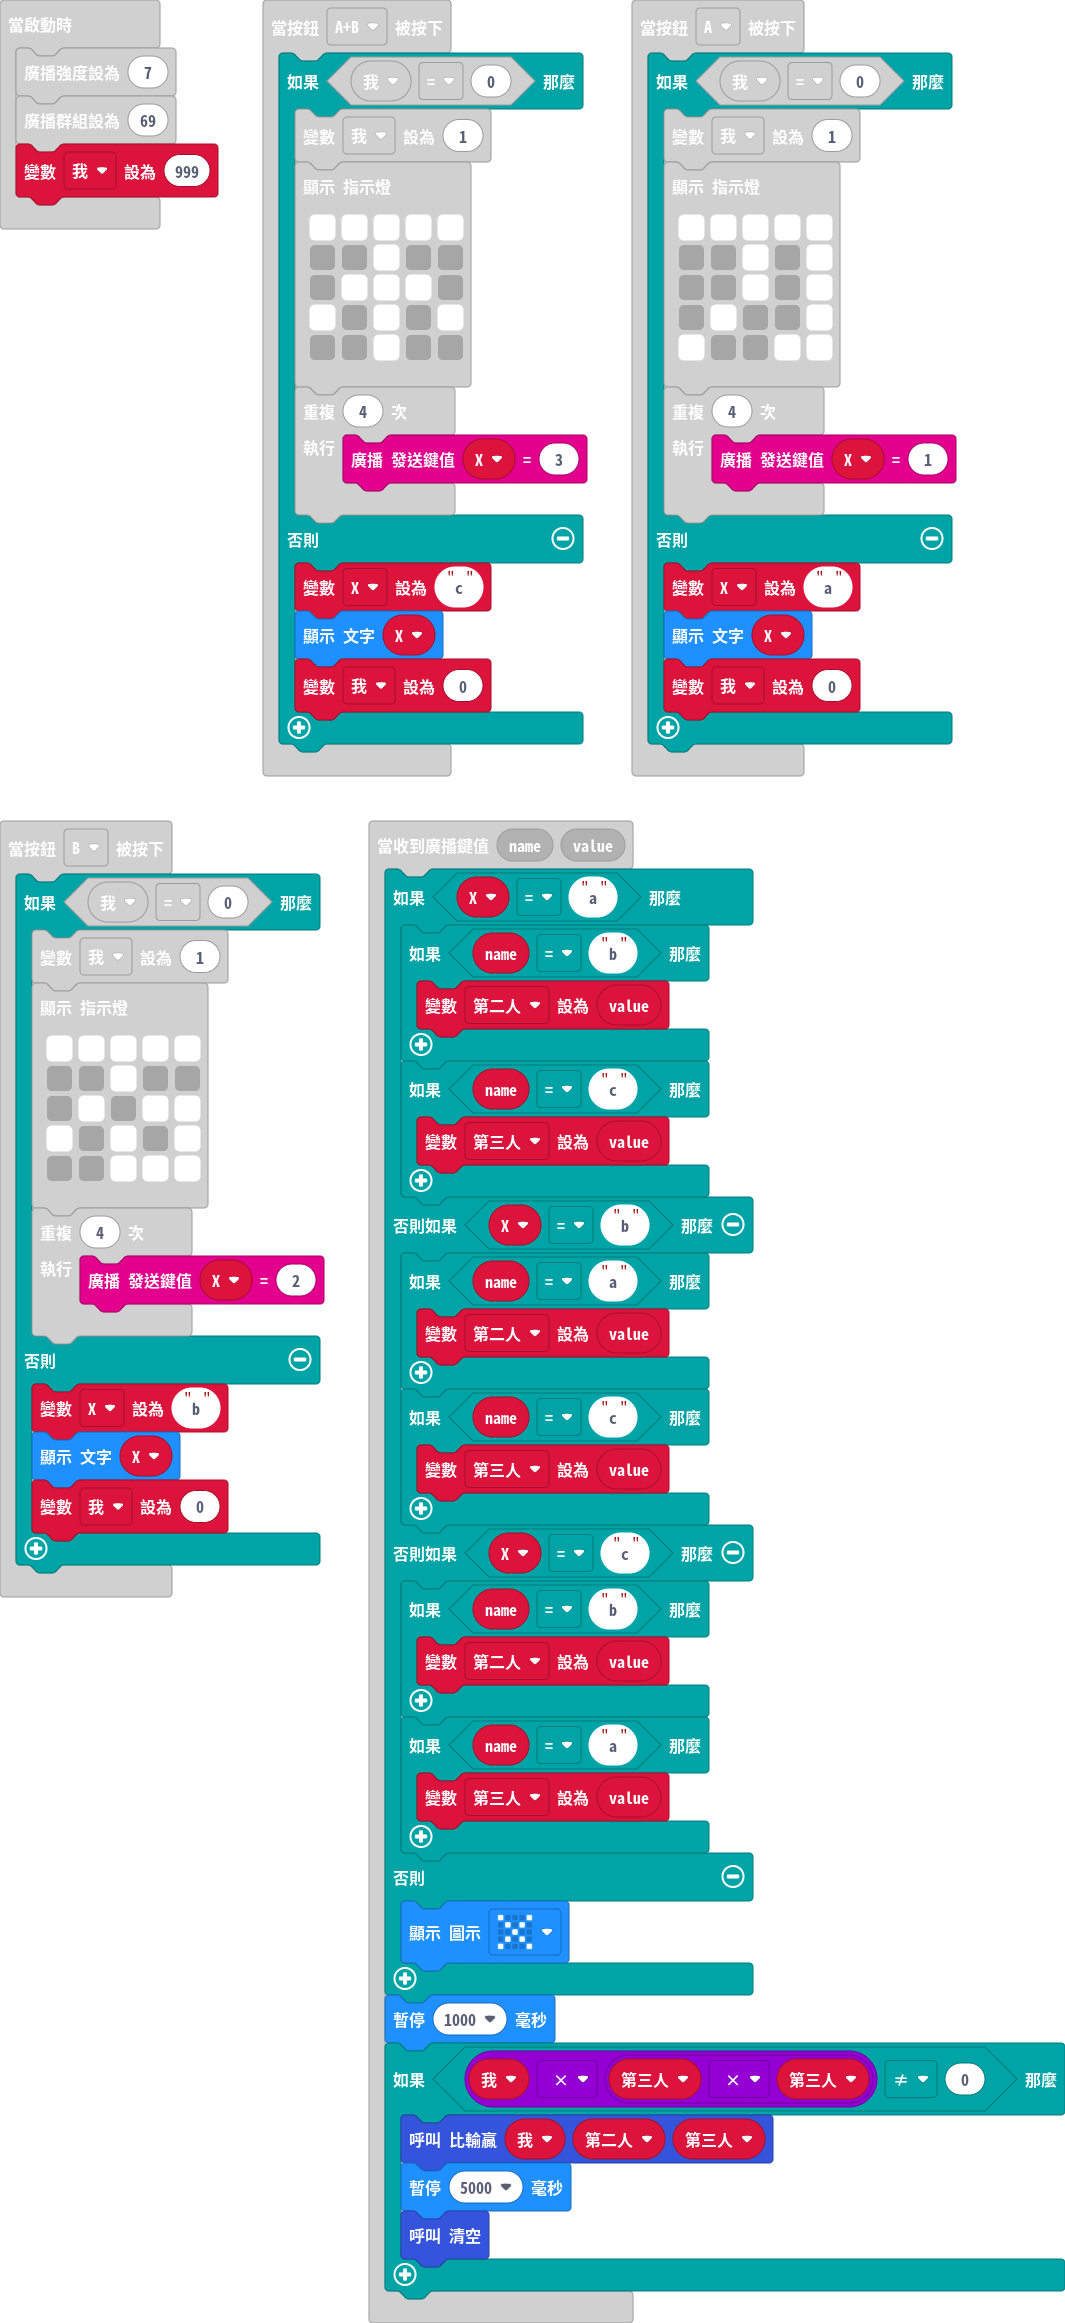 當啟動時
廣播強度設為 7
廣播群組設為 69
變數 我 設為 999
當按鈕 A+B 被按下
如果 我 = 0 那麼
變數 我 設為 1
顯示 指示燈
重複 4 次
執行
廣播 發送鍵值 X = 3
否則
變數 X 設為 "c"
顯示 文字 X
變數 我 設為 0
當按鈕 A 被按下
如果 我 = 0 那麼
變數 我 設為 1
顯示 指示燈
重複 4 次
執行
廣播 發送鍵值 X = 1
否則
變數 X 設為 "a"
顯示 文字 X
變數 我 設為 0
當按鈕 B 被按下
如果 我 = 0 那麼
變數 我 設為 1
顯示 指示燈
重複 4 次
執行
廣播 發送鍵值 X = 2
否則
變數 X 設為 "b"
顯示 文字 X
變數 我 設為 0
當收到廣播鍵值 name value
如果 X = "a" 那麼
如果 name = "b" 那麼
變數 第二人 設為 value
如果 name = "c" 那麼
變數 第三人 設為 value
否則如果 X = "b" 那麼
如果 name = "a" 那麼
變數 第二人 設為 value
如果 name = "c" 那麼
變數 第三人 設為 value
否則如果 X = "c" 那麼
如果 name = "b" 那麼
變數 第二人 設為 value
如果 name = "a" 那麼
變數 第三人 設為 value
否則
顯示 圖示
暫停 1000 毫秒
如果 我 × 第三人 × 第三人 ≠ 0 那麼
呼叫 比輸贏 我 第二人 第三人
暫停 5000 毫秒
呼叫 清空